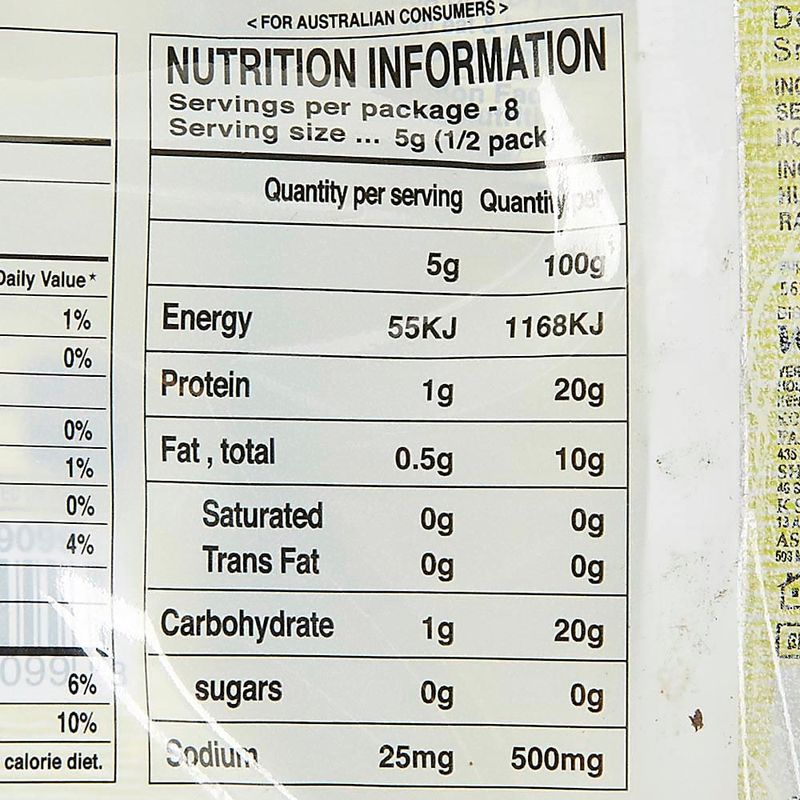 < FOR AUSTRALIAN CONSUMERS >
NUTRITION INFORMATION
Servings per package - 8
Serving size ... 5g (1/2 pack
Quantity per serving Quantity per
5g 100g
Energy 55KJ 1168KJ
Protein 1g 20g
Fat , total 0.5g 10g
Saturated 0g 0g
Trans Fat 0g 0g
Carbohydrate 1g 20g
sugars 0g 0g
Sodium 25mg 500mg
Daily Value*
1%
0%
0%
1%
0%
4%
6%
10%
calorie diet.